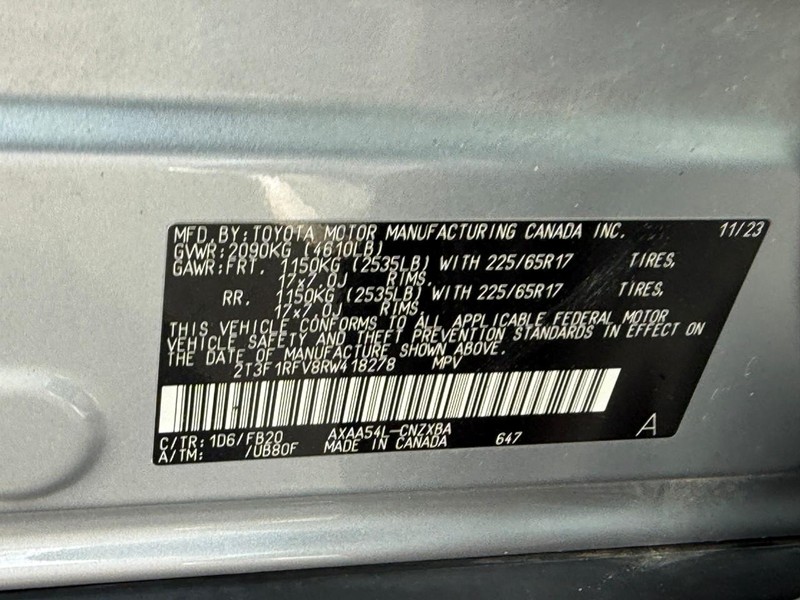 MFD.BY:TOYOTA MOTOR MANUFACTURING CANADA INC. 11/23
GVWR:2090KG (4610LB)
GAWR:FRT. 1150KG (2535LB) WITH 225/65R17 TIRES,
17x7.0J RIMS,
RR. 1150KG (2535LB) WITH 225/65R17 TIRES,
17x7.0J RIMS.
THIS VEHICLE CONFORMS TO ALL APPLICABLE FEDERAL MOTOR
VEHICLE SAFETY AND THEFT PREVENTION STANDARDS IN EFFECT ON
THE DATE OF MANUFACTURE SHOWN ABOVE.
2T3F1RFV8RW418278 MPV
C/TR: 1D6/FB20 AXAA54L-CNZXBA 647 A
A/TM: /UB80F MADE IN CANADA